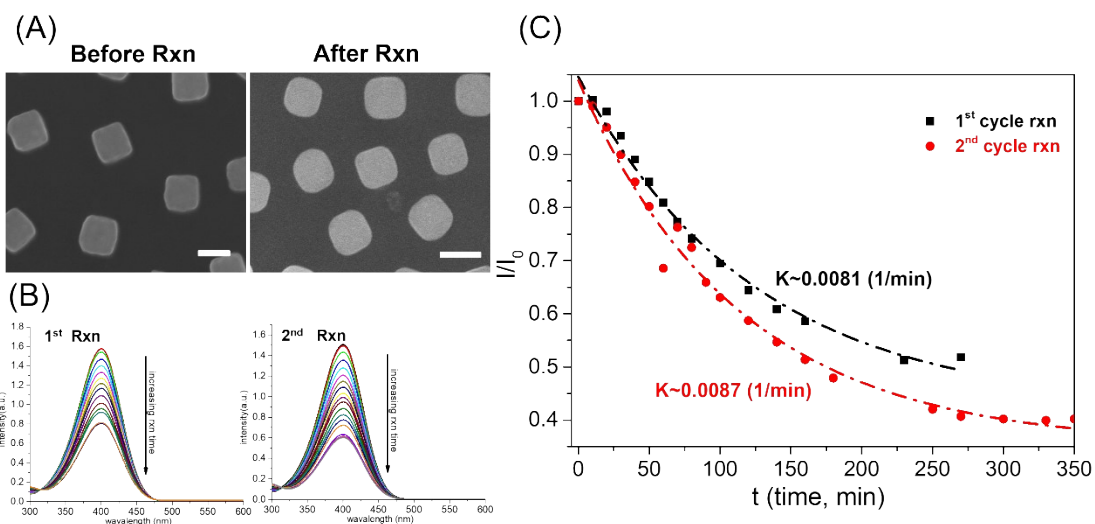 (A)
Before Rxn
After Rxn
(B)
1st Rxn
increasing rxn time
intensity(a.u.)
1.6
1.4
1.2
1.0
0.8
0.6
0.4
0.2
0.0
300 350 400 450 500 550 600
wavalongth (nm)
2nd Rxn
increasing rxn time
intensity(a.u.)
1.6
1.4
1.2
1.0
0.8
0.6
0.4
0.2
0.0
300 350 400 450 500 550 600
wavelongth (nm)
(C)
1st cycle rxn
2nd cycle rxn
K~0.0081 (1/min)
K~0.0087 (1/min)
I/I0
1.0
0.9
0.8
0.7
0.6
0.5
0.4
0 50 100 150 200 250 300 350
t (time, min)